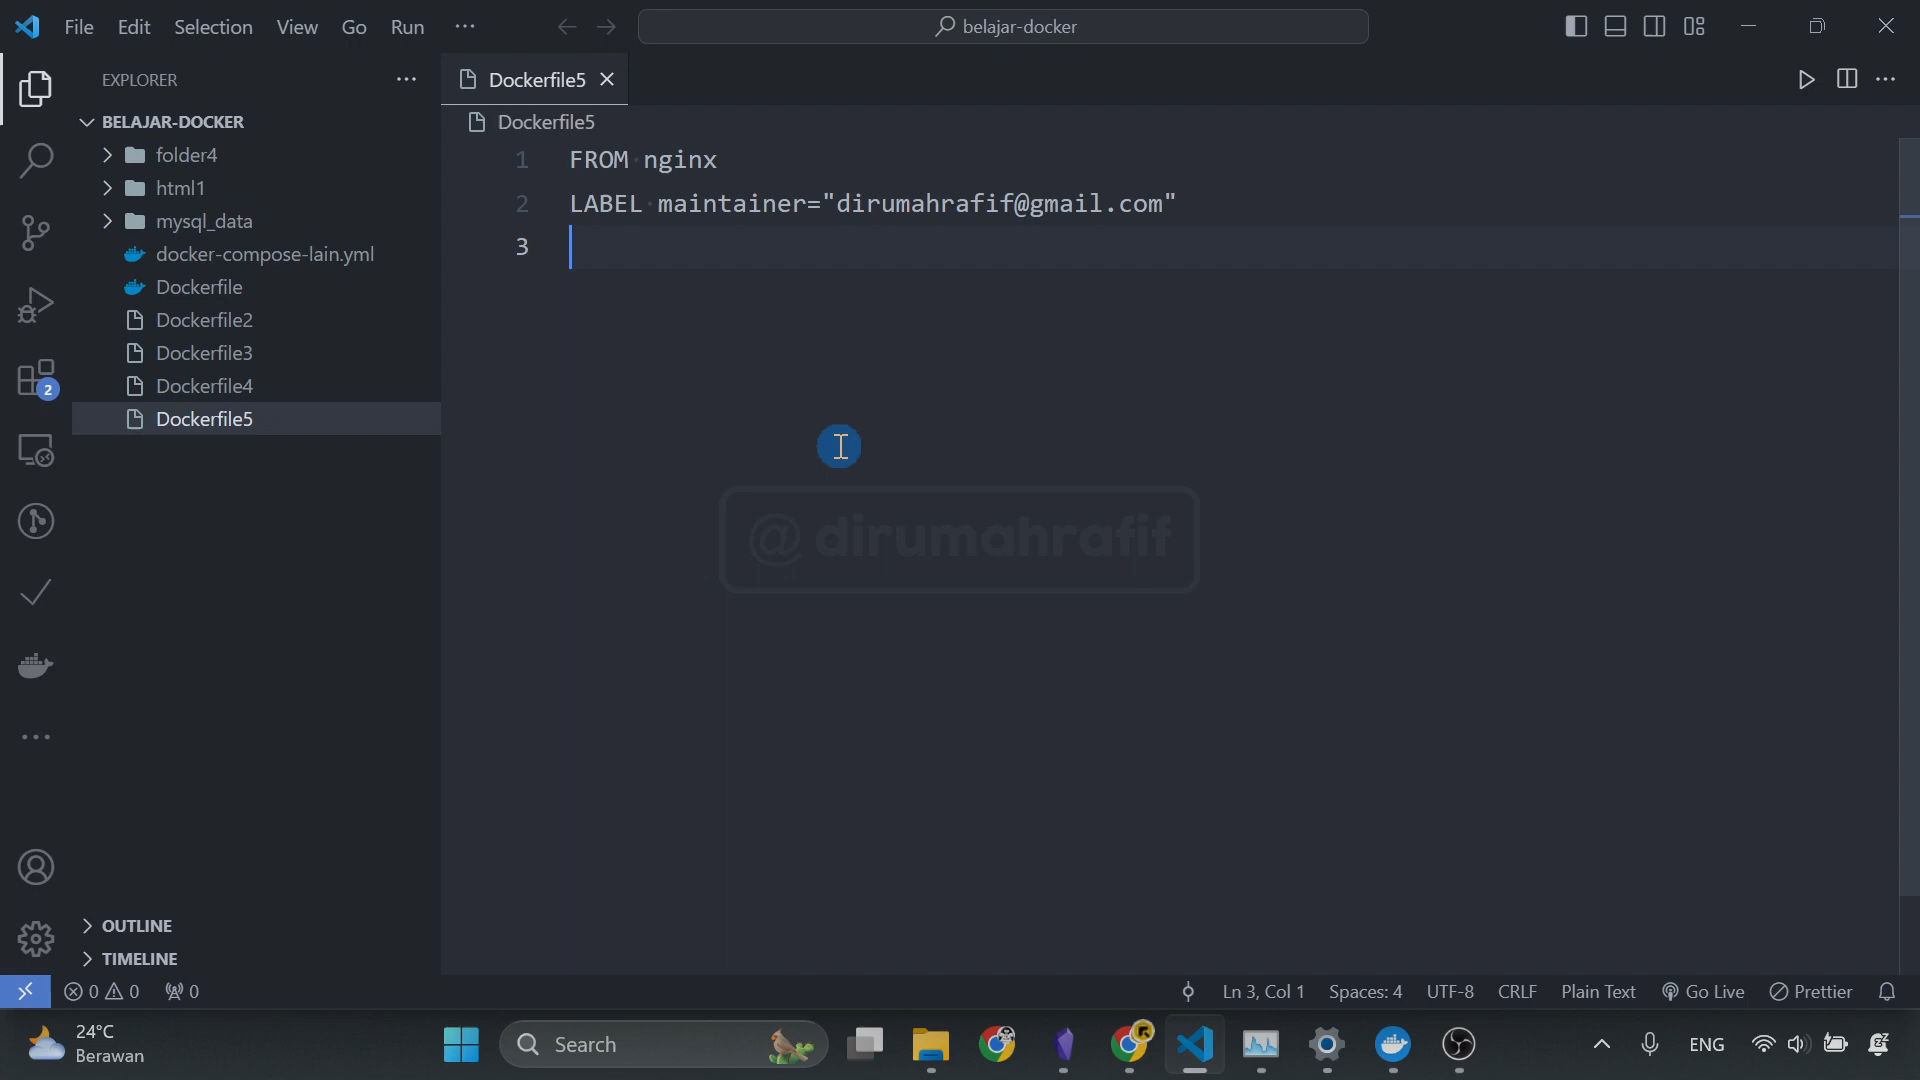 File Edit Selection View Go Run
belajar-docker
EXPLORER
BELAJAR-DOCKER
folder4
html1
mysql_data
docker-compose-lain.yml
Dockerfile
Dockerfile2
Dockerfile3
Dockerfile4
Dockerfile5
OUTLINE
TIMELINE
2
Dockerfile5
Dockerfile5
1 FROM nginx
2 LABEL maintainer="dirumahrafif@gmail.com"
3
@dirumahrafif
0 0 0 Ln 3, Col 1 Spaces: 4 UTF-8 CRLF Plain Text Go Live Prettier
24°C
Berawan
Search
ENG